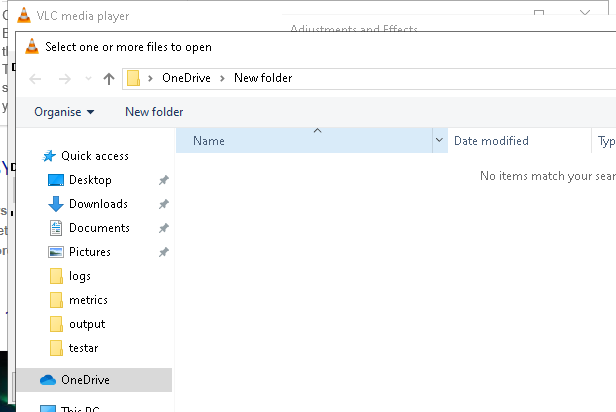 VLC media player
Adjustments and Effects
Select one or more files to open
OneDrive
New folder
Organise
New folder
Name
Date modified
Typ
No items match your sear
Quick access
Desktop
Downloads
Documents
Pictures
logs
metrics
output
testar
OneDrive
This PC